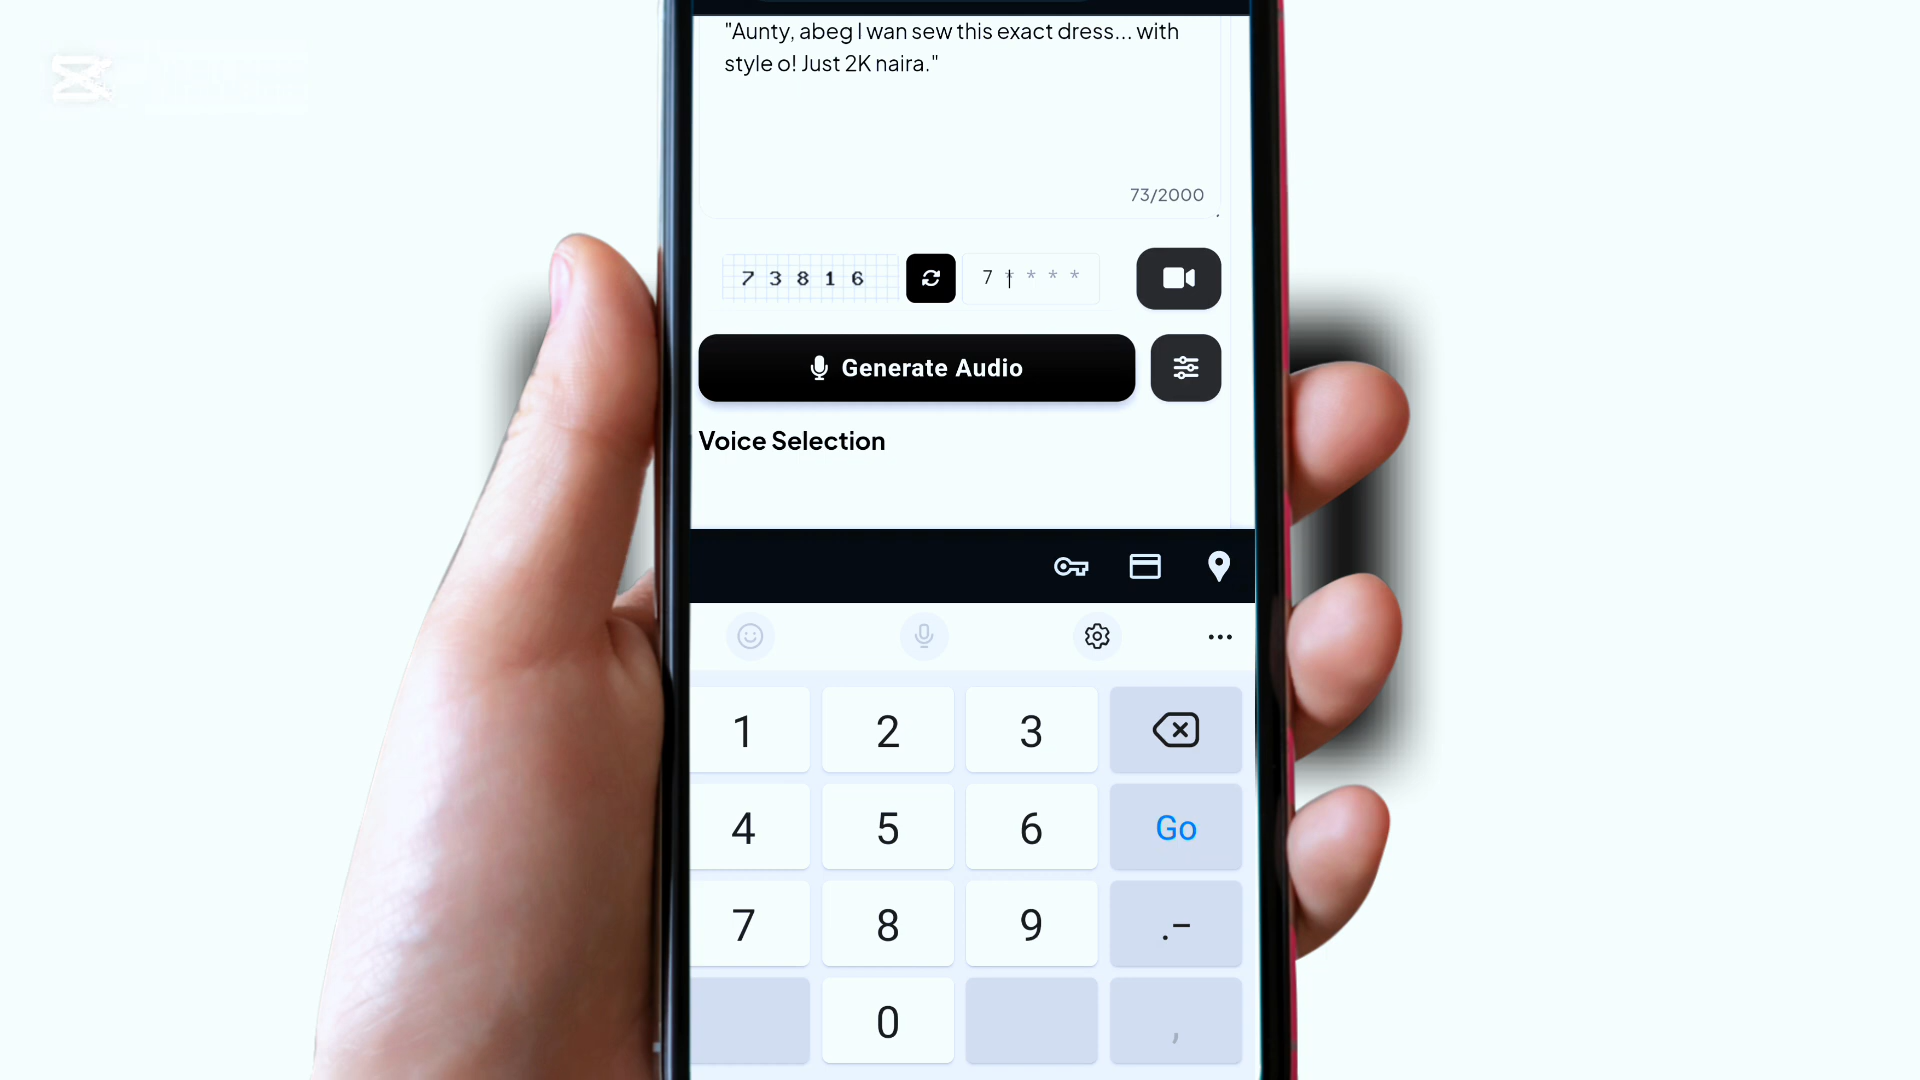 "Aunty, abeg I wan sew this exact dress... with
style o! Just 2K naira."
73/2000
7 3 8 1 6
7 * * * *
Generate Audio
Voice Selection
1 2 3
4 5 6 Go
7 8 9 .-
0 ,